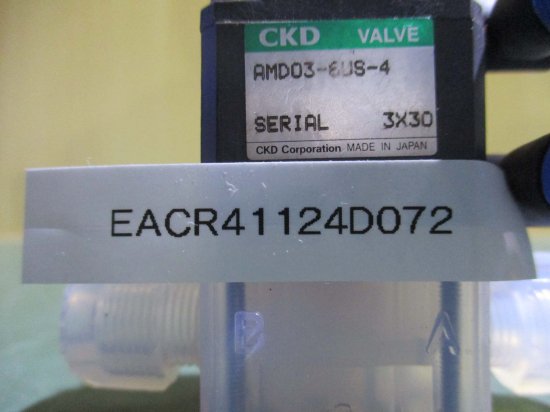 CKD VALVE
AMD03-6US-4
SERIAL 3X30
CKD Corporation MADE IN JAPAN
EACR41124D072
B A